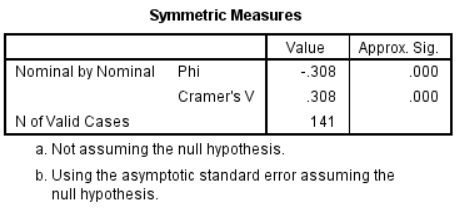 Symmetric Measures
Value Approx. Sig.
Nominal by Nominal Phi -.308 .000
Cramer's V .308 .000
N of Valid Cases 141
a. Not assuming the null hypothesis.
b. Using the asymptotic standard error assuming the
null hypothesis.